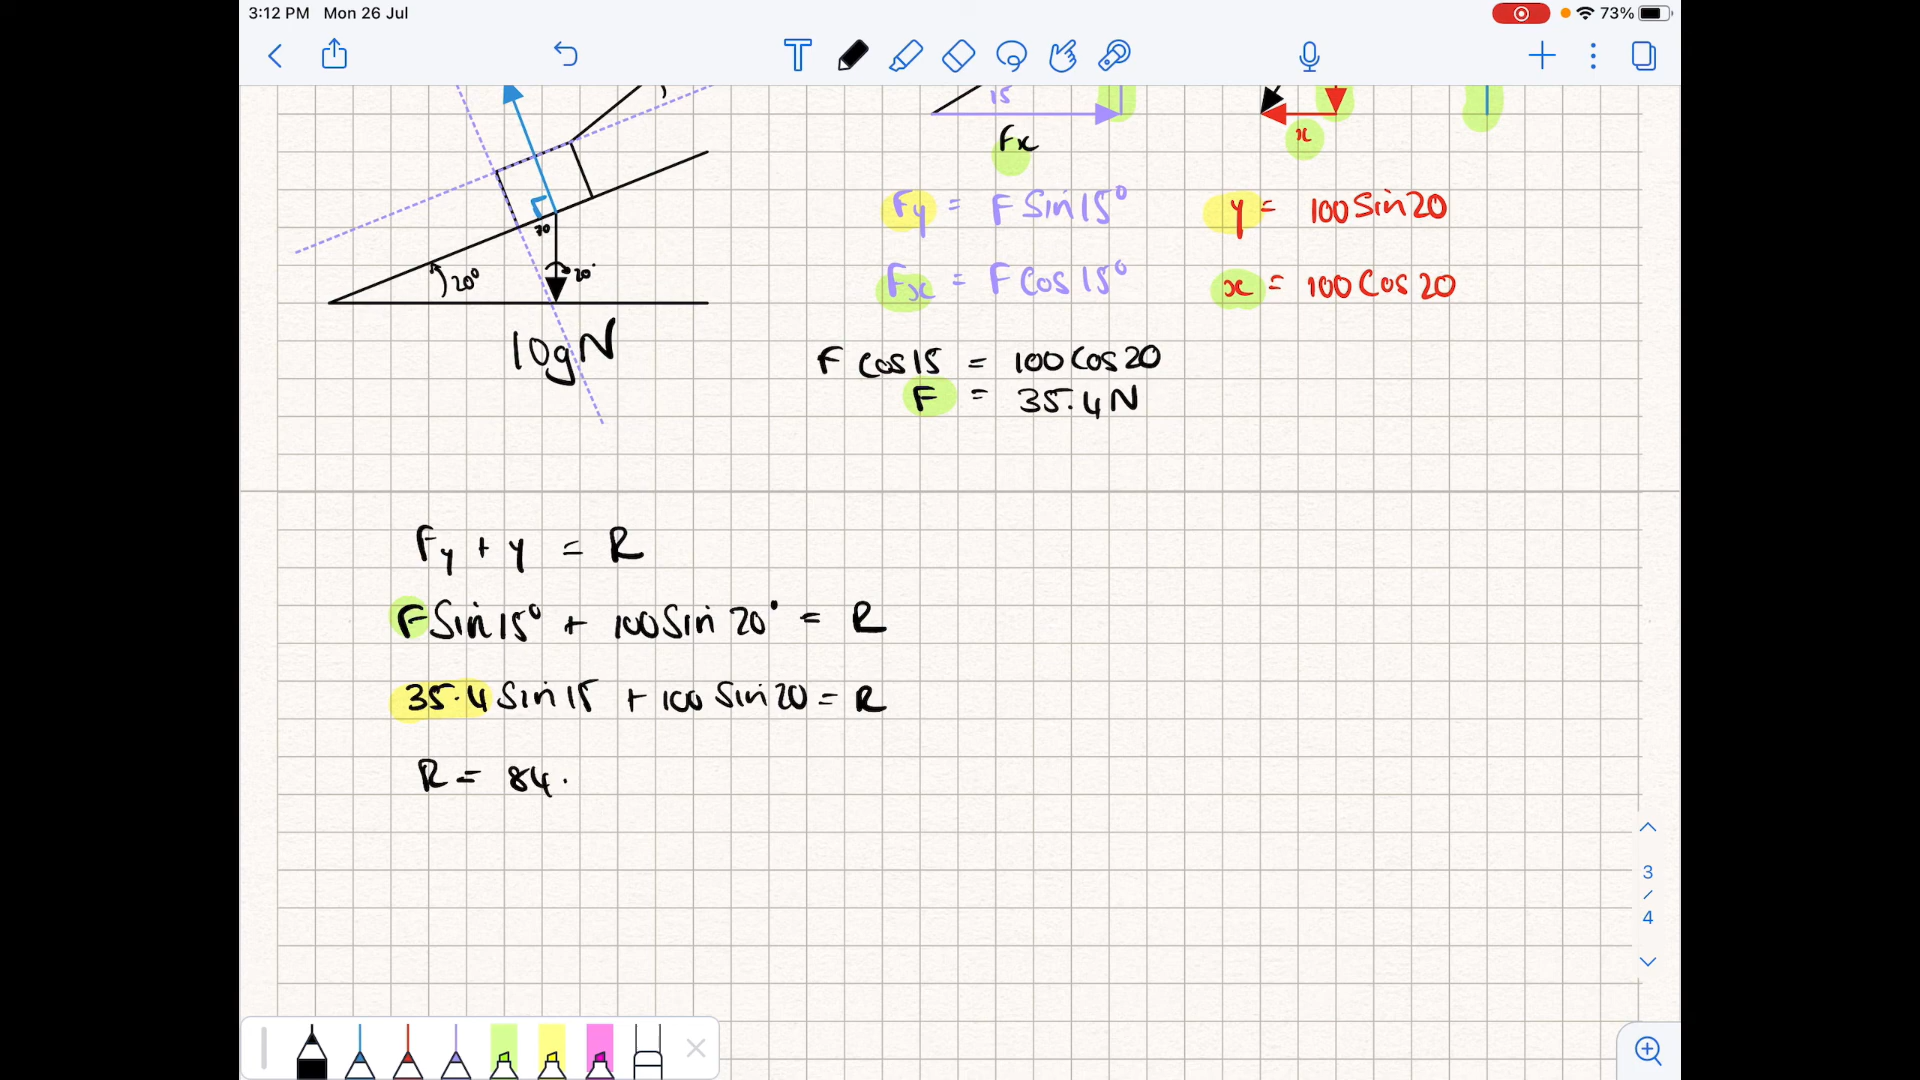 3:12 PM Mon 26 Jul
73%
15
Fx
x
Fy = F Sin 15°
y = 100 Sin 20
Fx = F Cos 15°
x = 100 Cos 20
70
20°
20°
10gN
F cos 15 = 100 Cos 20
F = 35.4 N
Fy + y = R
F Sin 15° + 100 Sin 20° = R
35.4 Sin 15 + 100 Sin 20 = R
R = 84.
3
/
4